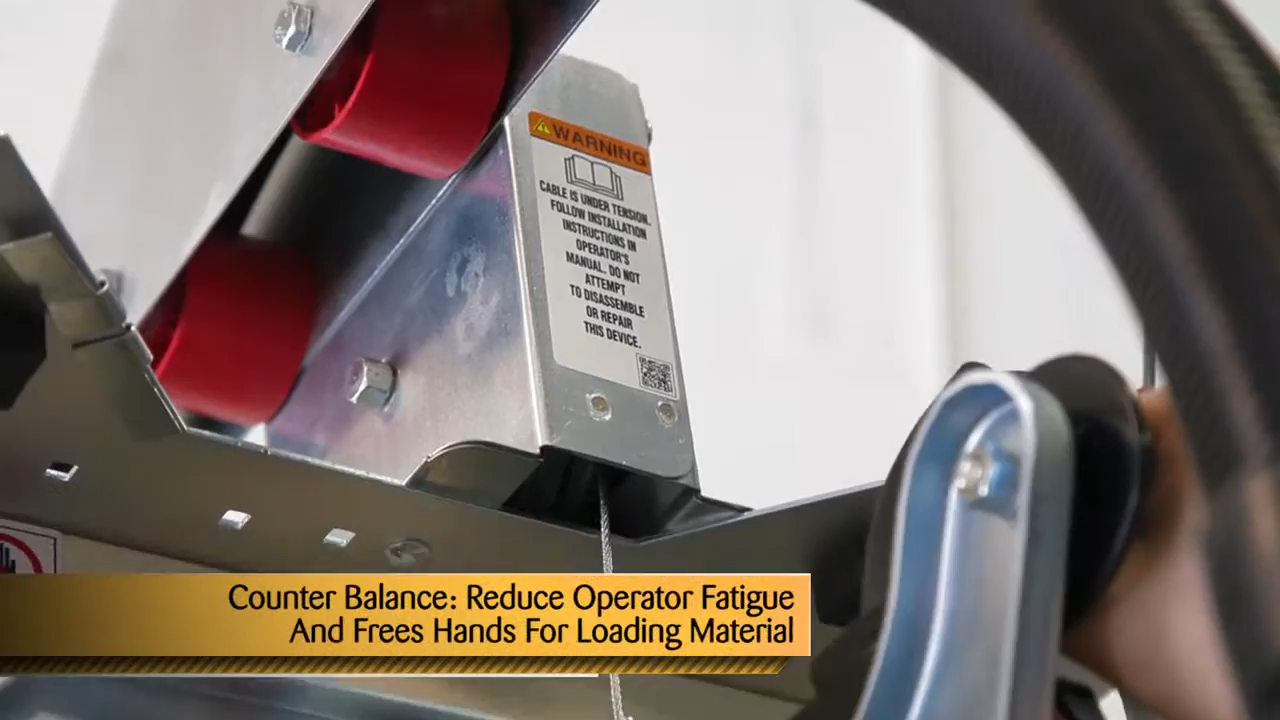 WARNING
CABLE IS UNDER TENSION.
FOLLOW INSTALLATION
INSTRUCTIONS IN
OPERATOR'S
MANUAL. DO NOT
ATTEMPT
TO DISASSEMBLE
OR REPAIR
THIS DEVICE.
Counter Balance: Reduce Operator Fatigue
And Frees Hands For Loading Material